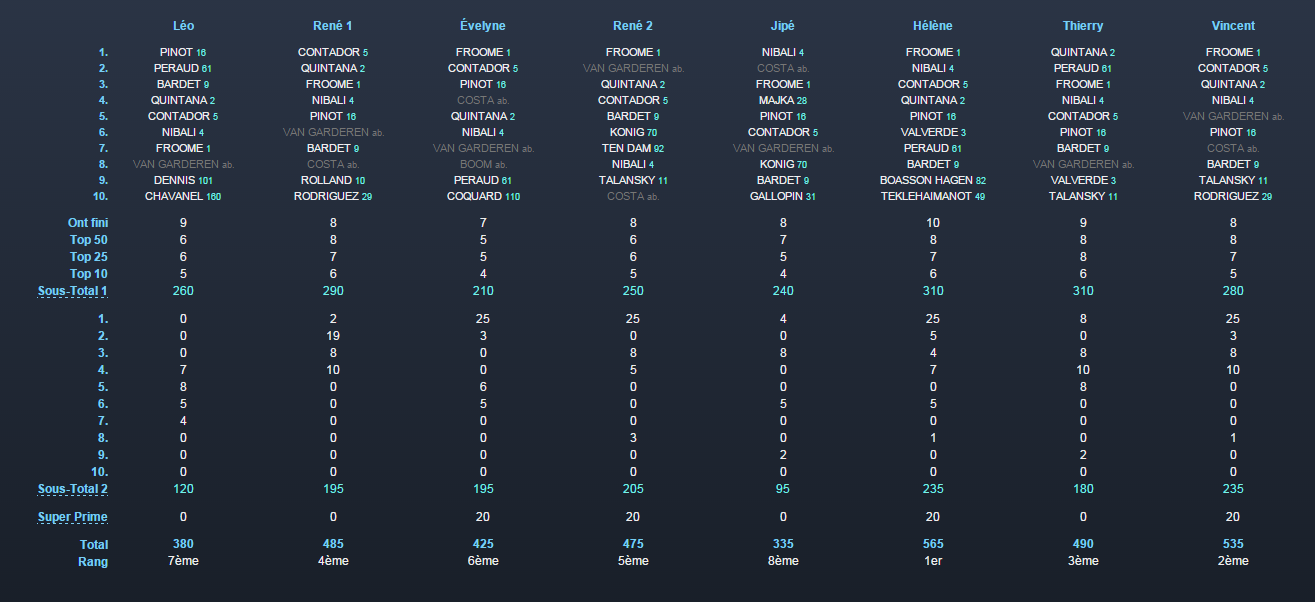 Léo René 1 Évelyne René 2 Jipé Hélène Thierry Vincent
1. PINOT 16 CONTADOR 5 FROOME 1 FROOME 1 NIBALI 4 FROOME 1 QUINTANA 2 FROOME 1
2. PERAUD 61 QUINTANA 2 CONTADOR 5 VAN GARDEREN ab. COSTA ab. NIBALI 4 PERAUD 61 CONTADOR 5
3. BARDET 9 FROOME 1 PINOT 16 QUINTANA 2 FROOME 1 CONTADOR 5 FROOME 1 QUINTANA 2
4. QUINTANA 2 NIBALI 4 COSTA ab. CONTADOR 5 MAJKA 28 QUINTANA 2 NIBALI 4 NIBALI 4
5. CONTADOR 5 PINOT 16 QUINTANA 2 BARDET 9 PINOT 16 PINOT 16 CONTADOR 5 VAN GARDEREN ab.
6. NIBALI 4 VAN GARDEREN ab. NIBALI 4 KONIG 70 CONTADOR 5 VALVERDE 3 PINOT 16 PINOT 16
7. FROOME 1 BARDET 9 VAN GARDEREN ab. TEN DAM 92 VAN GARDEREN ab. PERAUD 61 BARDET 9 COSTA ab.
8. VAN GARDEREN ab. COSTA ab. BOOM ab. NIBALI 4 KONIG 70 BARDET 9 VAN GARDEREN ab. BARDET 9
9. DENNIS 101 ROLLAND 10 PERAUD 61 TALANSKY 11 BARDET 9 BOASSON HAGEN 82 VALVERDE 3 TALANSKY 11
10. CHAVANEL 160 RODRIGUEZ 29 COQUARD 110 COSTA ab. GALLOPIN 31 TEKLEHAIMANOT 49 TALANSKY 11 RODRIGUEZ 29
Ont fini 9 8 7 8 8 10 9 8
Top 50 6 8 5 6 7 8 8 8
Top 25 6 7 5 6 5 7 8 7
Top 10 5 6 4 5 4 6 6 5
Sous-Total 1 260 290 210 250 240 310 310 280
1. 0 2 25 25 4 25 8 25
2. 0 19 3 0 0 5 0 3
3. 0 8 0 8 8 4 8 8
4. 7 10 0 5 0 7 10 10
5. 8 0 6 0 0 0 8 0
6. 5 0 5 0 5 5 0 0
7. 4 0 0 0 0 0 0 0
8. 0 0 0 3 0 1 0 1
9. 0 0 0 0 2 0 2 0
10. 0 0 0 0 0 0 0 0
Sous-Total 2 120 195 195 205 95 235 180 235
Super Prime 0 0 20 20 0 20 0 20
Total 380 485 425 475 335 565 490 535
Rang 7ème 4ème 6ème 5ème 8ème 1er 3ème 2ème